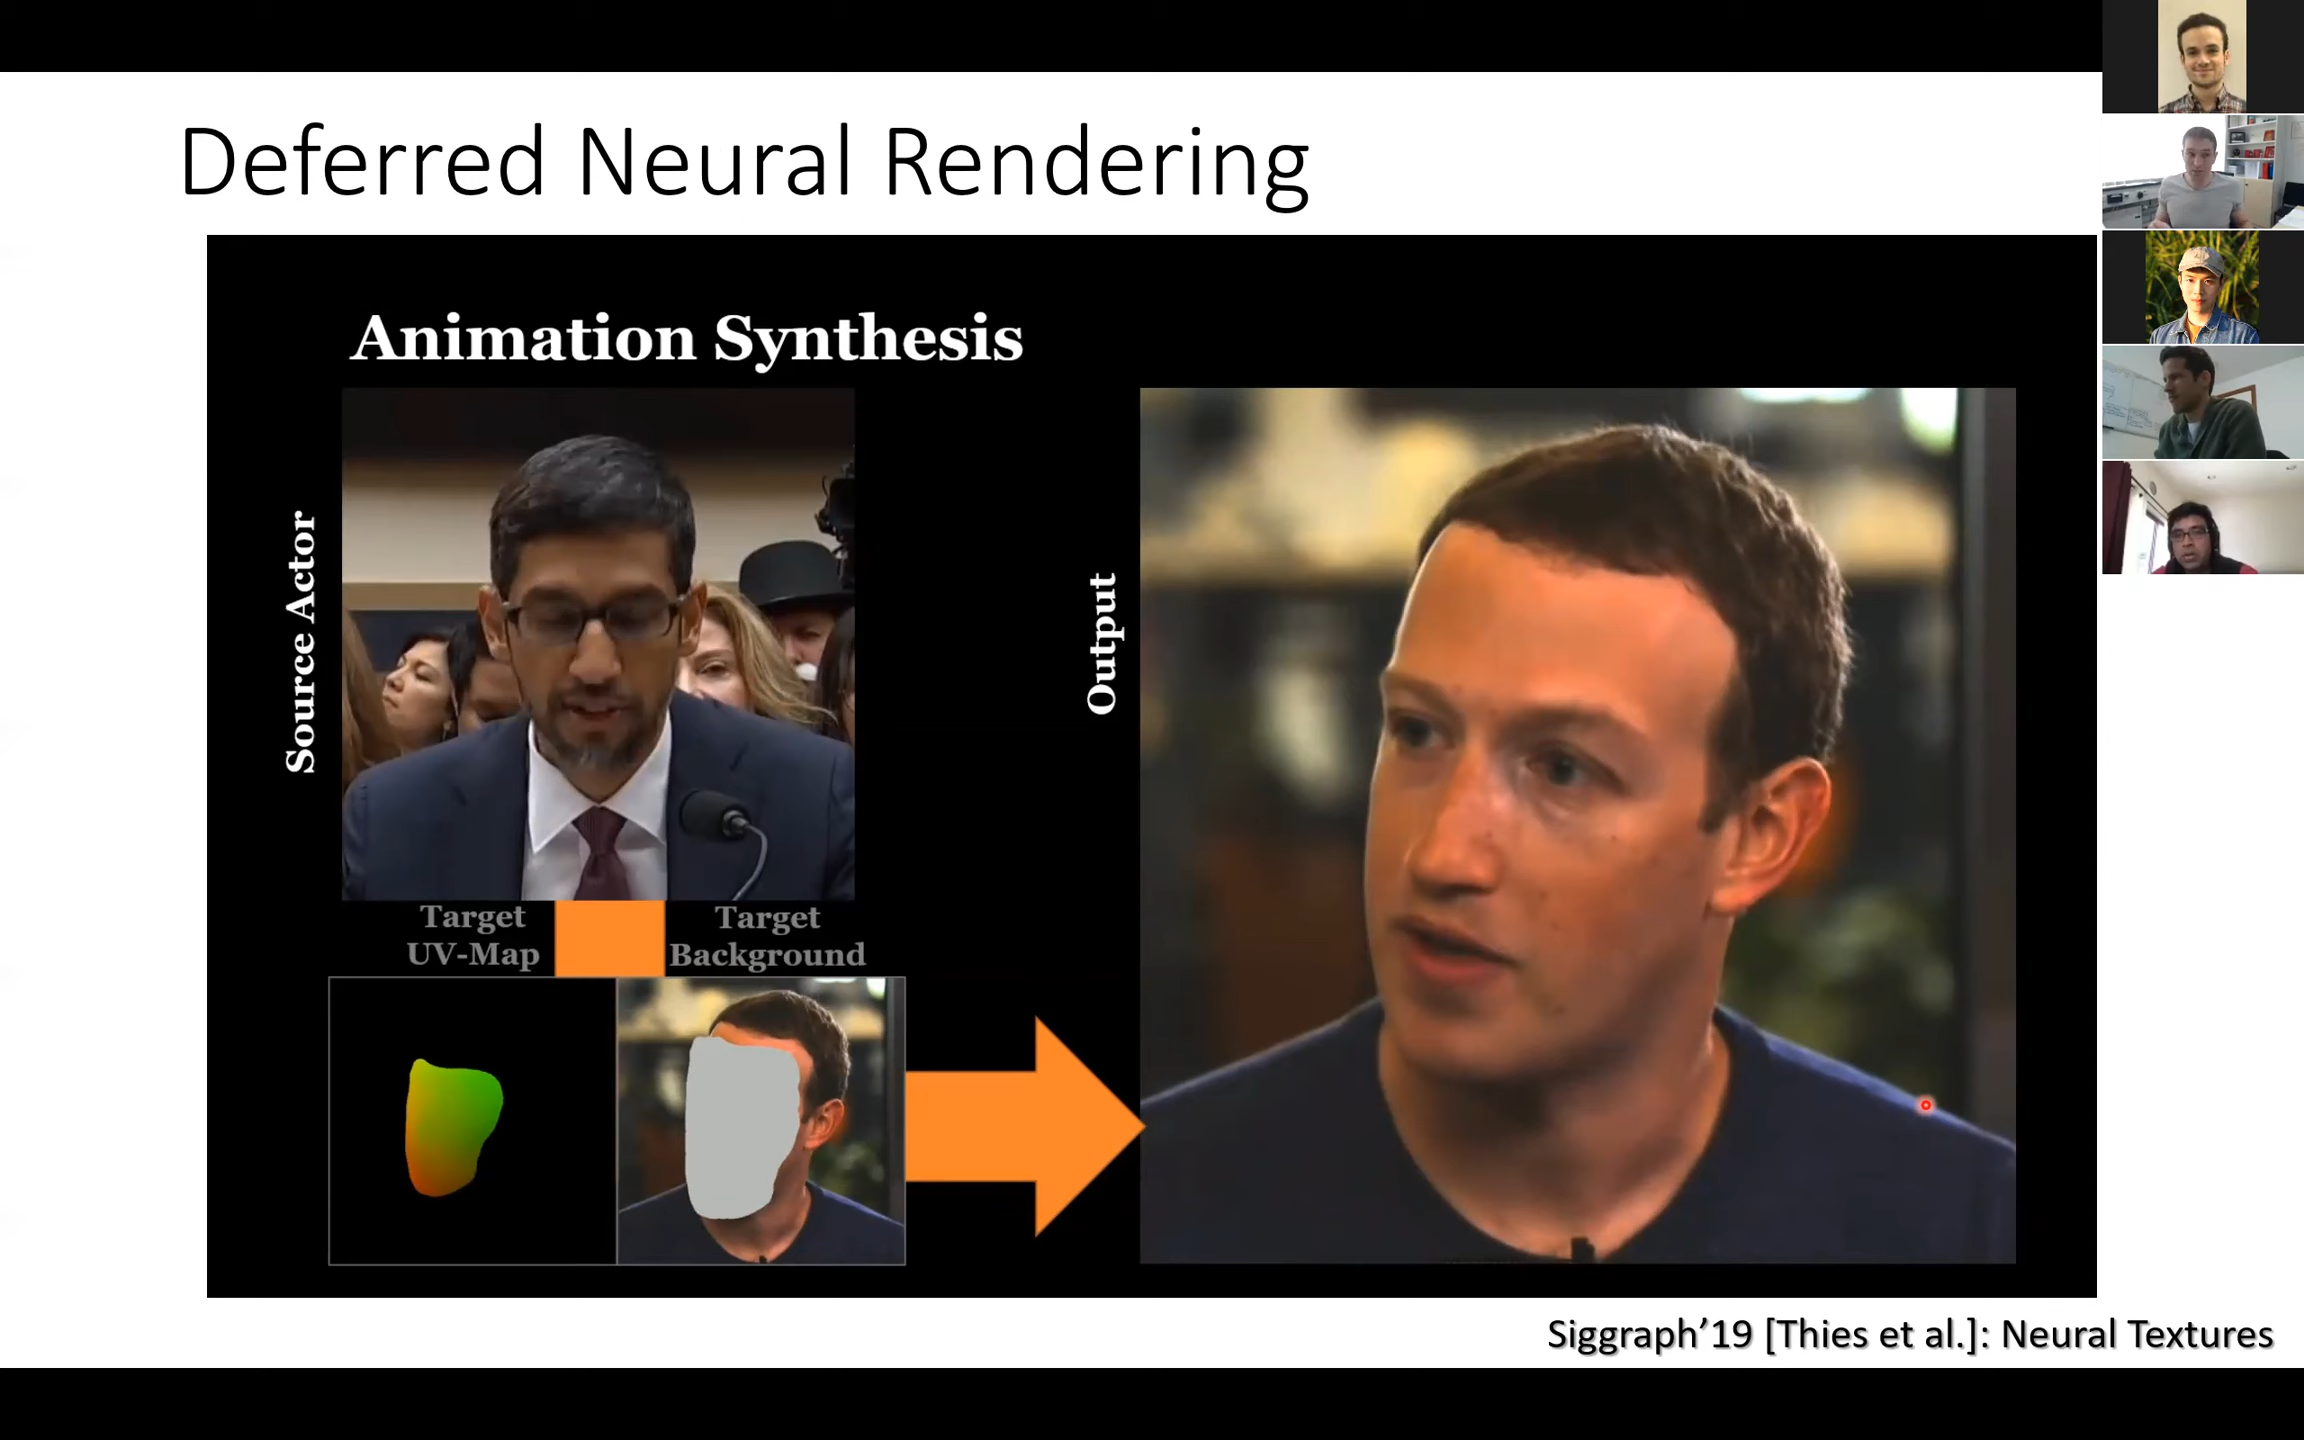 Deferred Neural Rendering
Animation Synthesis
Source Actor
Output
Target
UV-Map
Target
Background
Siggraph’19 [Thies et al.]: Neural Textures